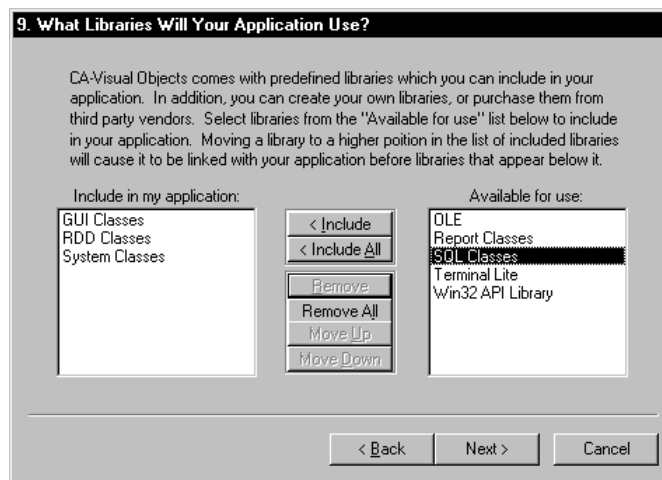 9. What Libraries Will Your Application Use?
CA-Visual Objects comes with predefined libraries which you can include in your
application. In addition, you can create your own libraries, or purchase them from
third party vendors. Select libraries from the "Available for use" list below to include
in your application. Moving a library to a higher poition in the list of included libraries
will cause it to be linked with your application before libraries that appear below it.
Include in my application:
GUI Classes
RDD Classes
System Classes
< Include
< Include All
Remove
Remove All
Move Up
Move Down
Available for use:
OLE
Report Classes
SQL Classes
Terminal Lite
Win32 API Library
< Back
Next >
Cancel